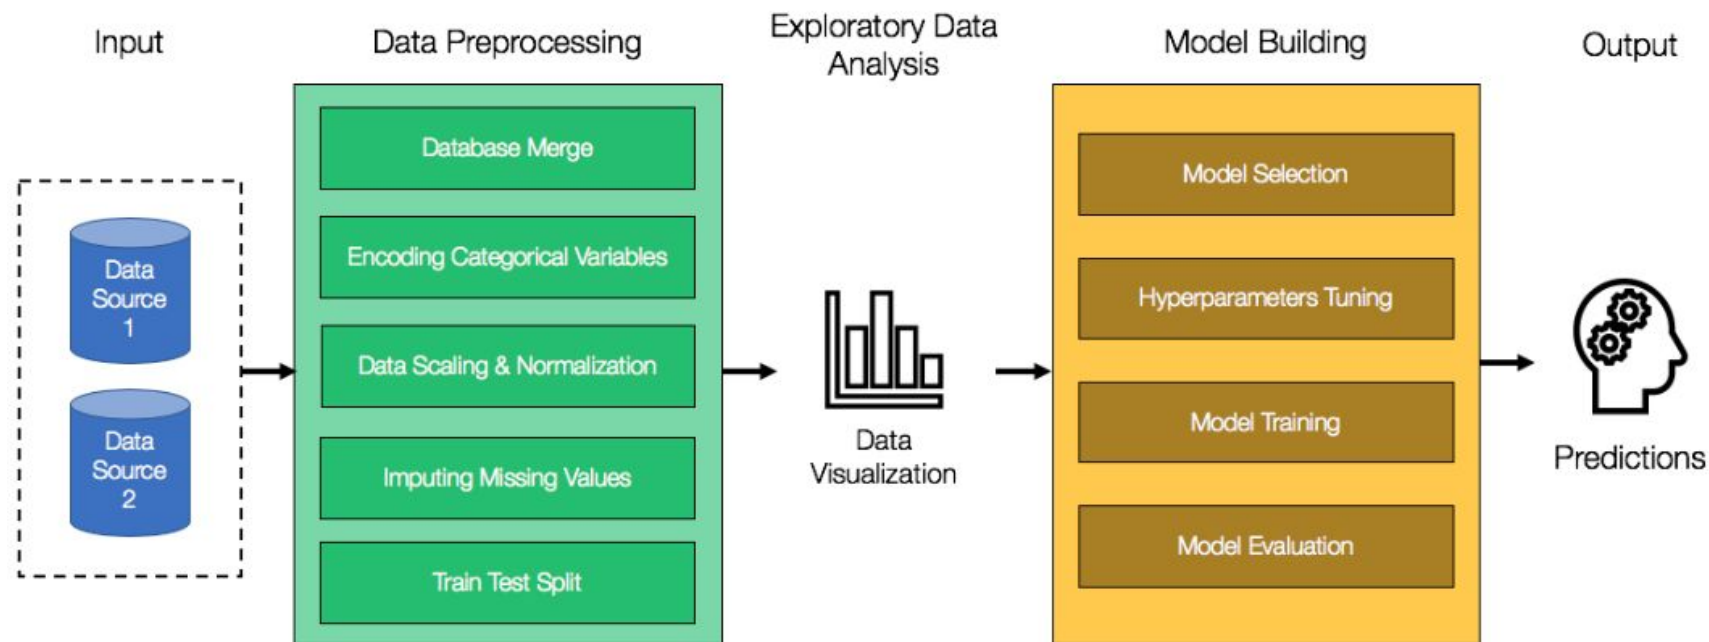 Input
Data Preprocessing
Exploratory Data
Analysis
Model Building
Output
Data
Source
1
Data
Source
2
Database Merge
Encoding Categorical Variables
Data Scaling & Normalization
Imputing Missing Values
Train Test Split
Data
Visualization
Model Selection
Hyperparameters Tuning
Model Training
Model Evaluation
Predictions